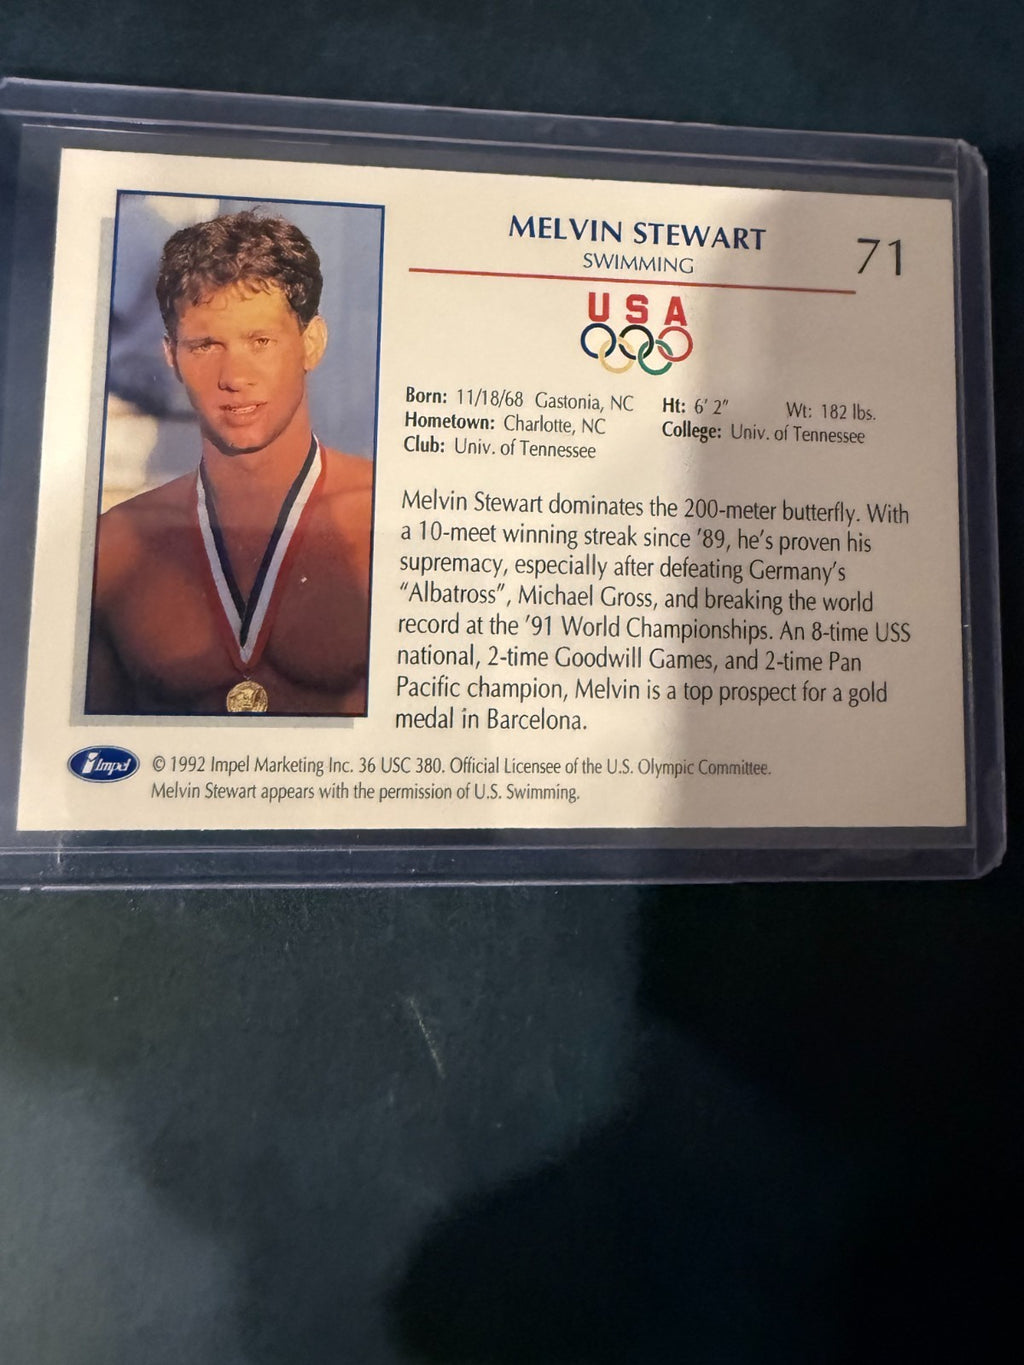 MELVIN STEWART
SWIMMING
71
USA
Born: 11/18/68 Gastonia, NC
Hometown: Charlotte, NC
Club: Univ. of Tennessee
Ht: 6' 2" Wt: 182 lbs.
College: Univ. of Tennessee
Melvin Stewart dominates the 200-meter butterfly. With
a 10-meet winning streak since '89, he's proven his
supremacy, especially after defeating Germany's
"Albatross", Michael Gross, and breaking the world
record at the '91 World Championships. An 8-time USS
national, 2-time Goodwill Games, and 2-time Pan
Pacific champion, Melvin is a top prospect for a gold
medal in Barcelona.
Impel
© 1992 Impel Marketing Inc. 36 USC 380. Official Licensee of the U.S. Olympic Committee.
Melvin Stewart appears with the permission of U.S. Swimming.